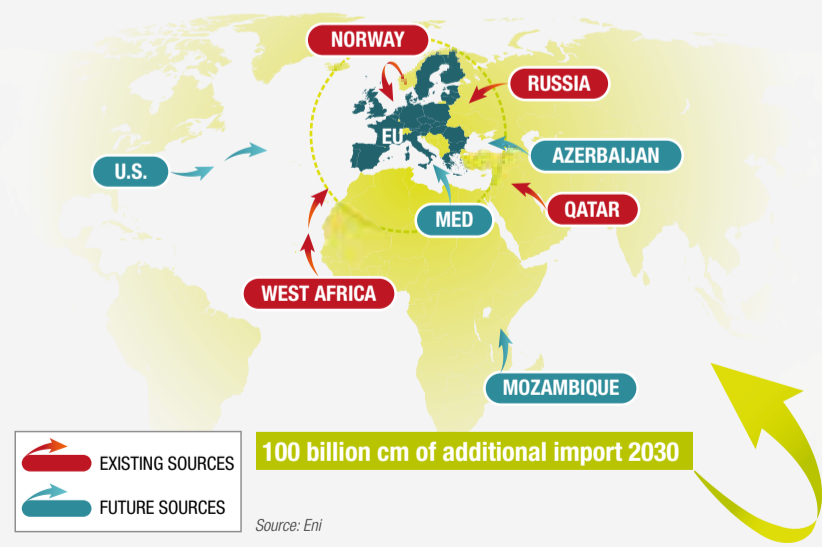 NORWAY
RUSSIA
EU
U.S.
AZERBAIJAN
MED
QATAR
WEST AFRICA
MOZAMBIQUE
100 billion cm of additional import 2030
EXISTING SOURCES
FUTURE SOURCES
Source: Eni